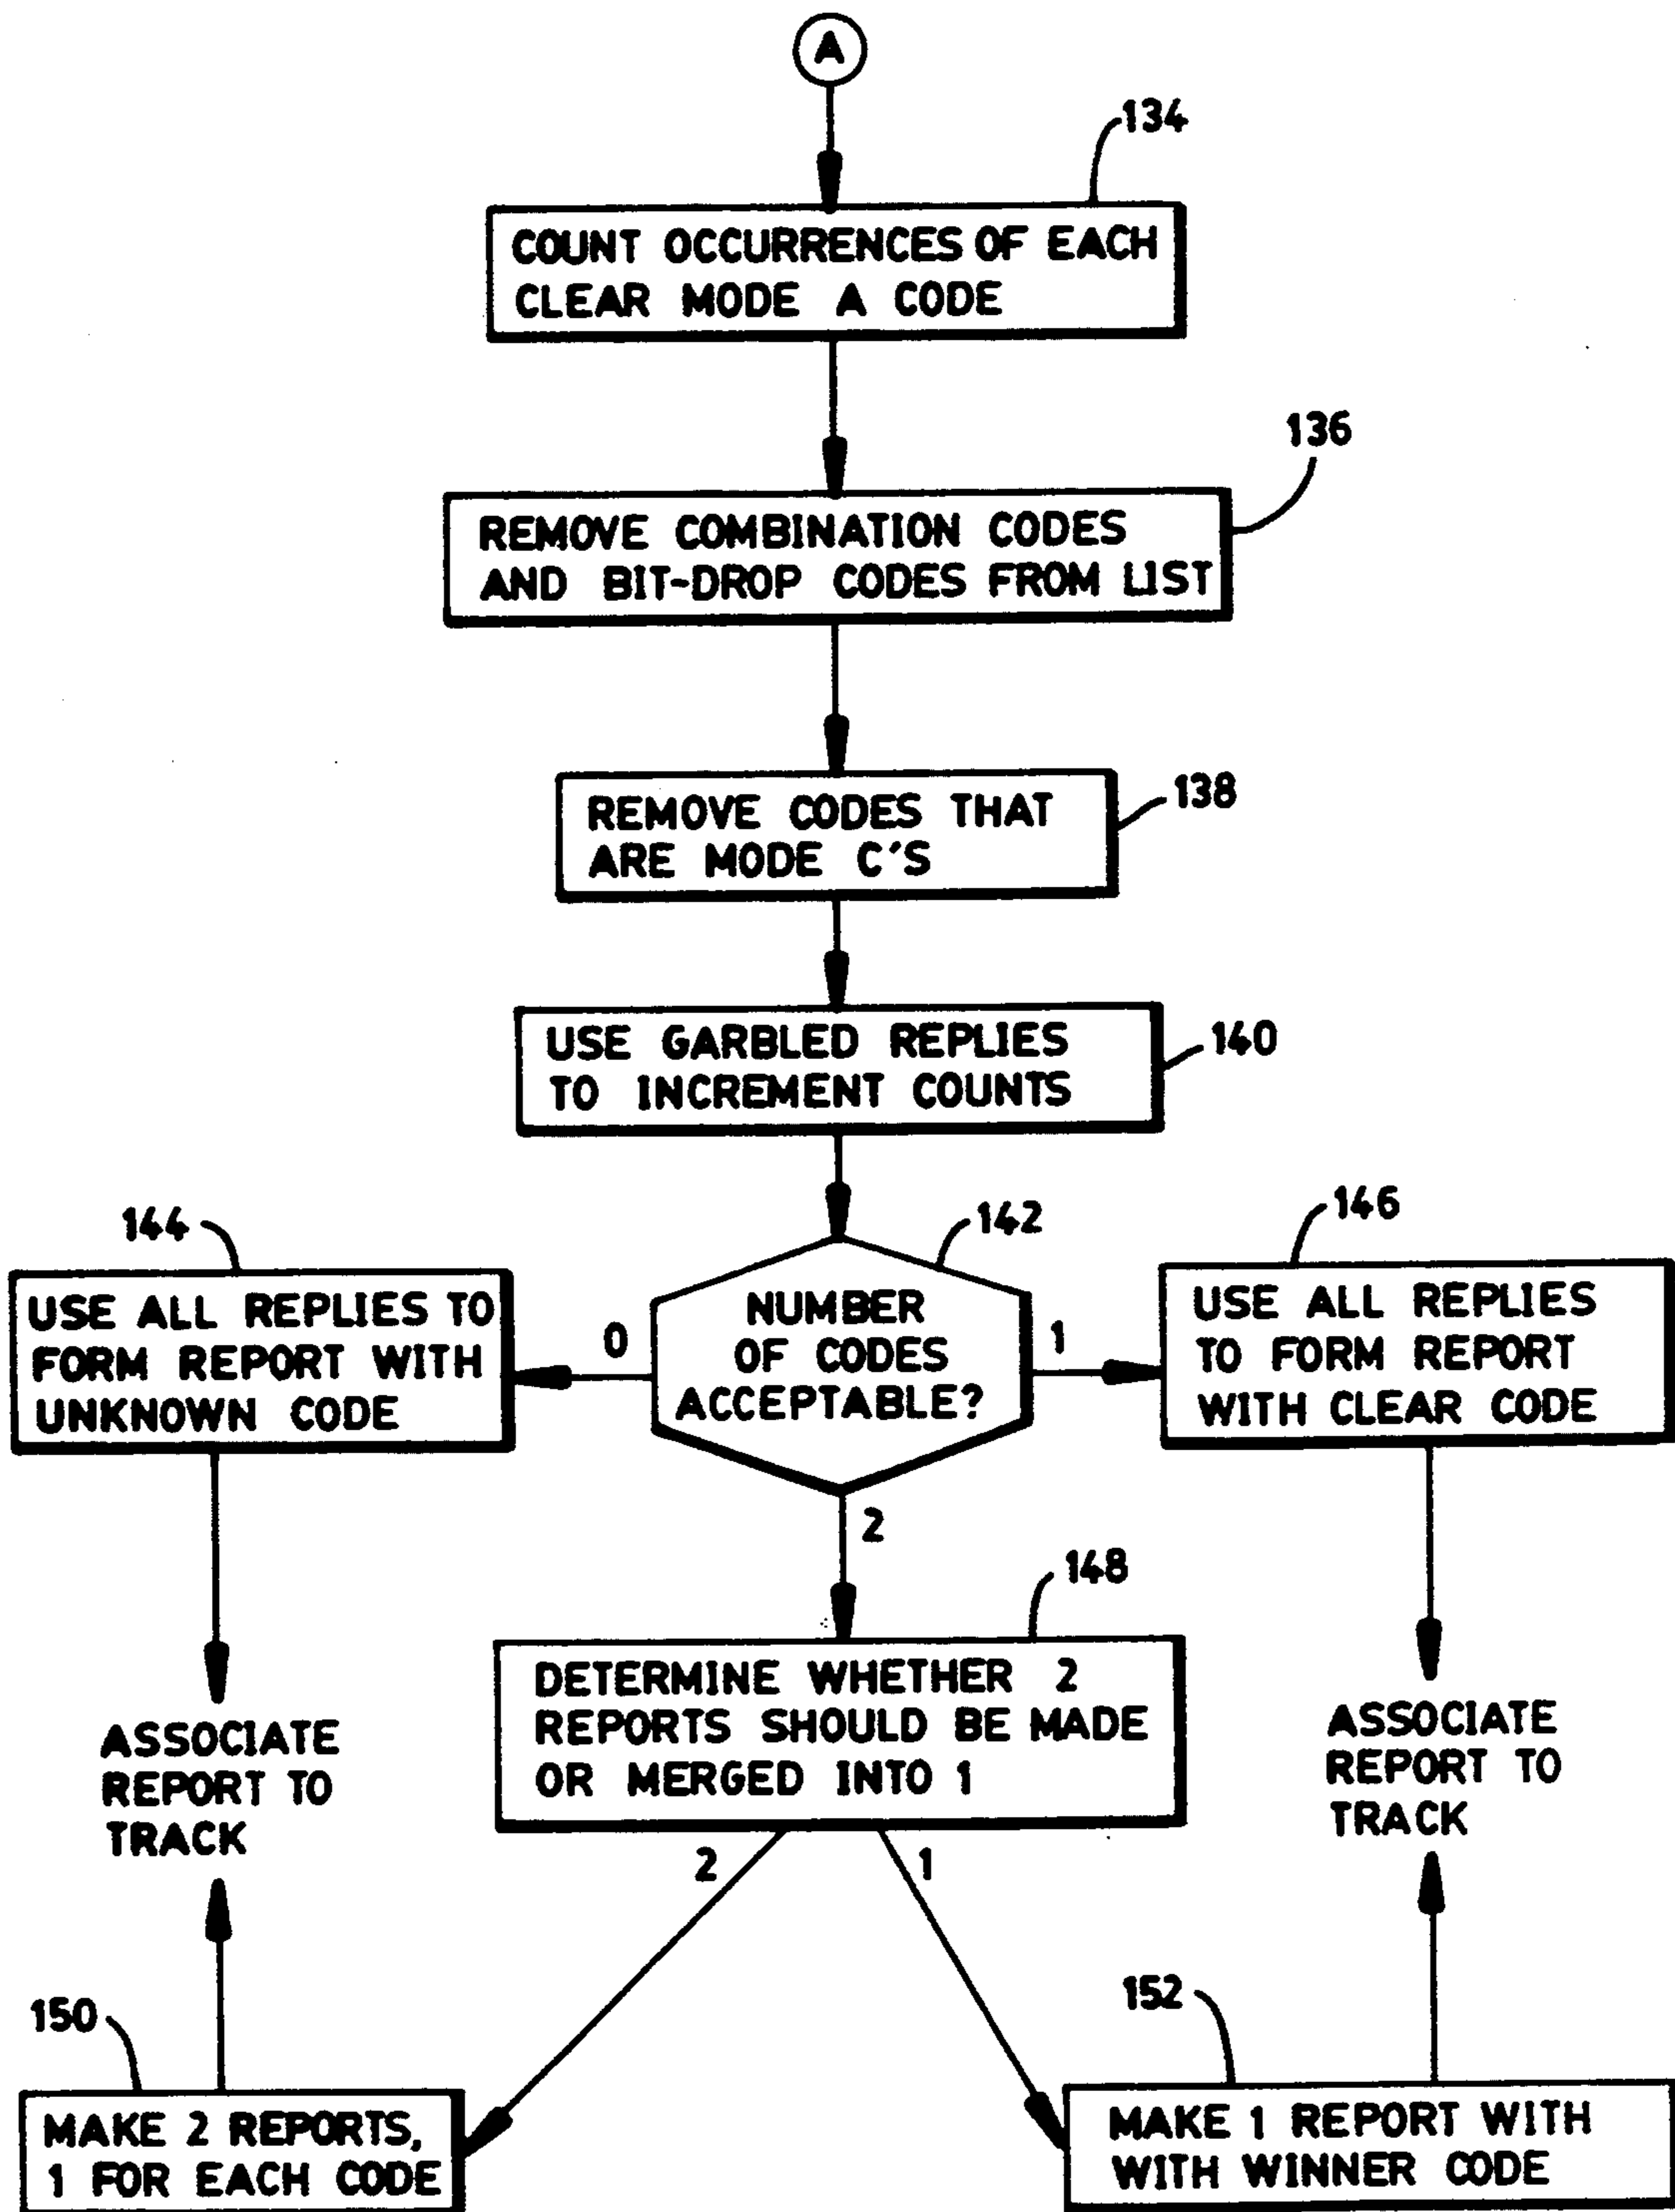 A
134
COUNT OCCURRENCES OF EACH
CLEAR MODE A CODE
136
REMOVE COMBINATION CODES
AND BIT-DROP CODES FROM LIST
138
REMOVE CODES THAT
ARE MODE C'S
140
USE GARBLED REPLIES
TO INCREMENT COUNTS
142
NUMBER
OF CODES
ACCEPTABLE?
0
1
2
144
USE ALL REPLIES TO
FORM REPORT WITH
UNKNOWN CODE
146
USE ALL REPLIES
TO FORM REPORT
WITH CLEAR CODE
148
DETERMINE WHETHER 2
REPORTS SHOULD BE MADE
OR MERGED INTO 1
ASSOCIATE
REPORT TO
TRACK
ASSOCIATE
REPORT TO
TRACK
2
1
150
MAKE 2 REPORTS,
1 FOR EACH CODE
152
MAKE 1 REPORT WITH
WITH WINNER CODE